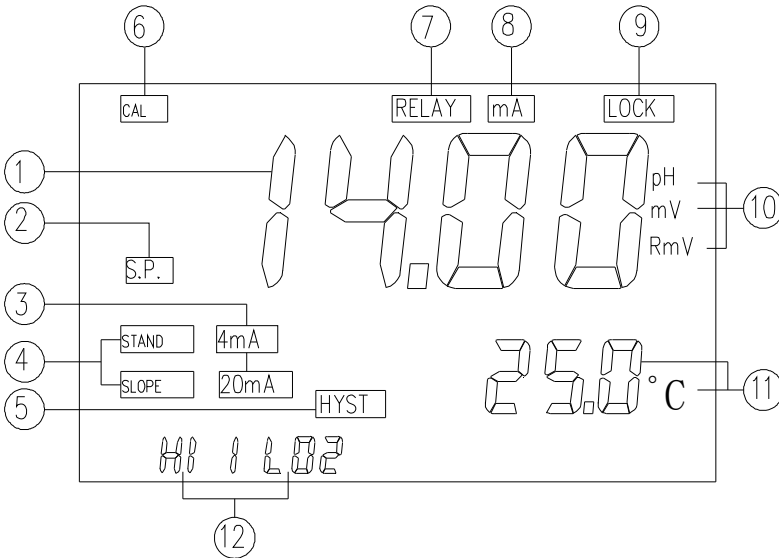 6 7 8 9
CAL RELAY mA LOCK
1 14.00 pH
2 mV 10
S.P. RmV
3
STAND 4mA
4 25.0 °C 11
SLOPE 20mA
5 HYST
HI 1 LO2
12